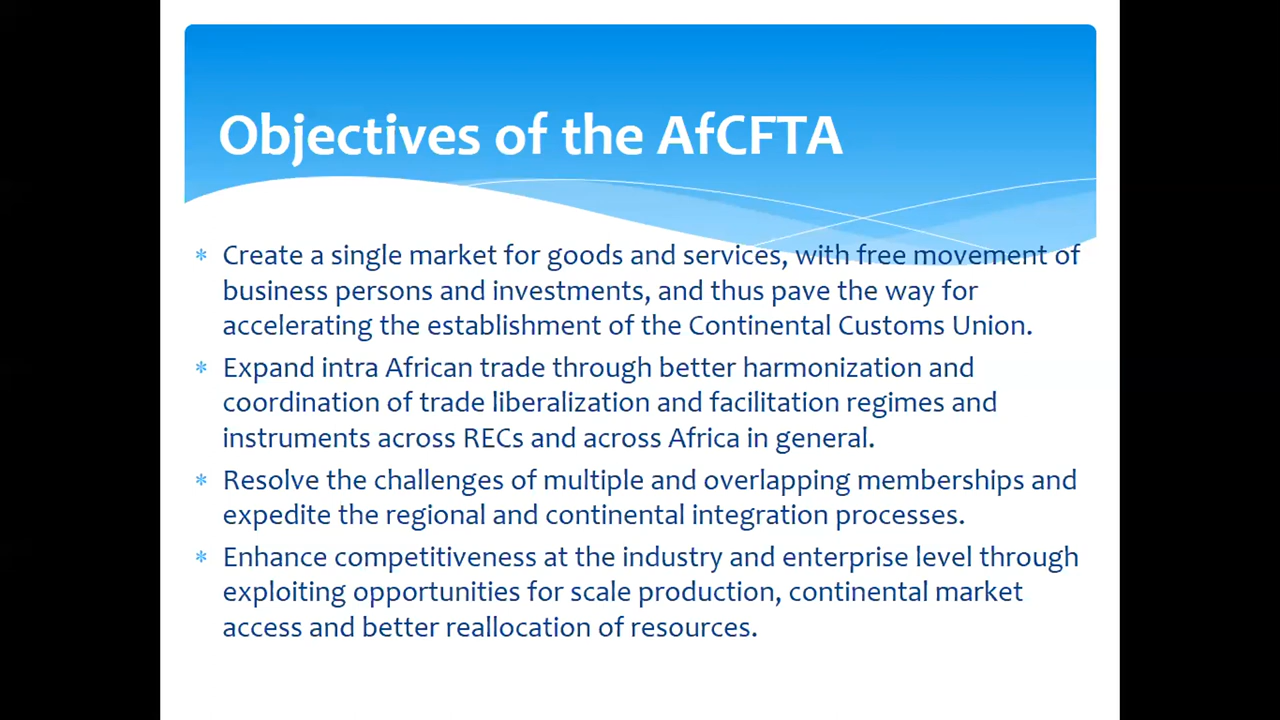 Objectives of the AfCFTA
* Create a single market for goods and services, with free movement of
business persons and investments, and thus pave the way for
accelerating the establishment of the Continental Customs Union.
* Expand intra African trade through better harmonization and
coordination of trade liberalization and facilitation regimes and
instruments across RECs and across Africa in general.
* Resolve the challenges of multiple and overlapping memberships and
expedite the regional and continental integration processes.
* Enhance competitiveness at the industry and enterprise level through
exploiting opportunities for scale production, continental market
access and better reallocation of resources.